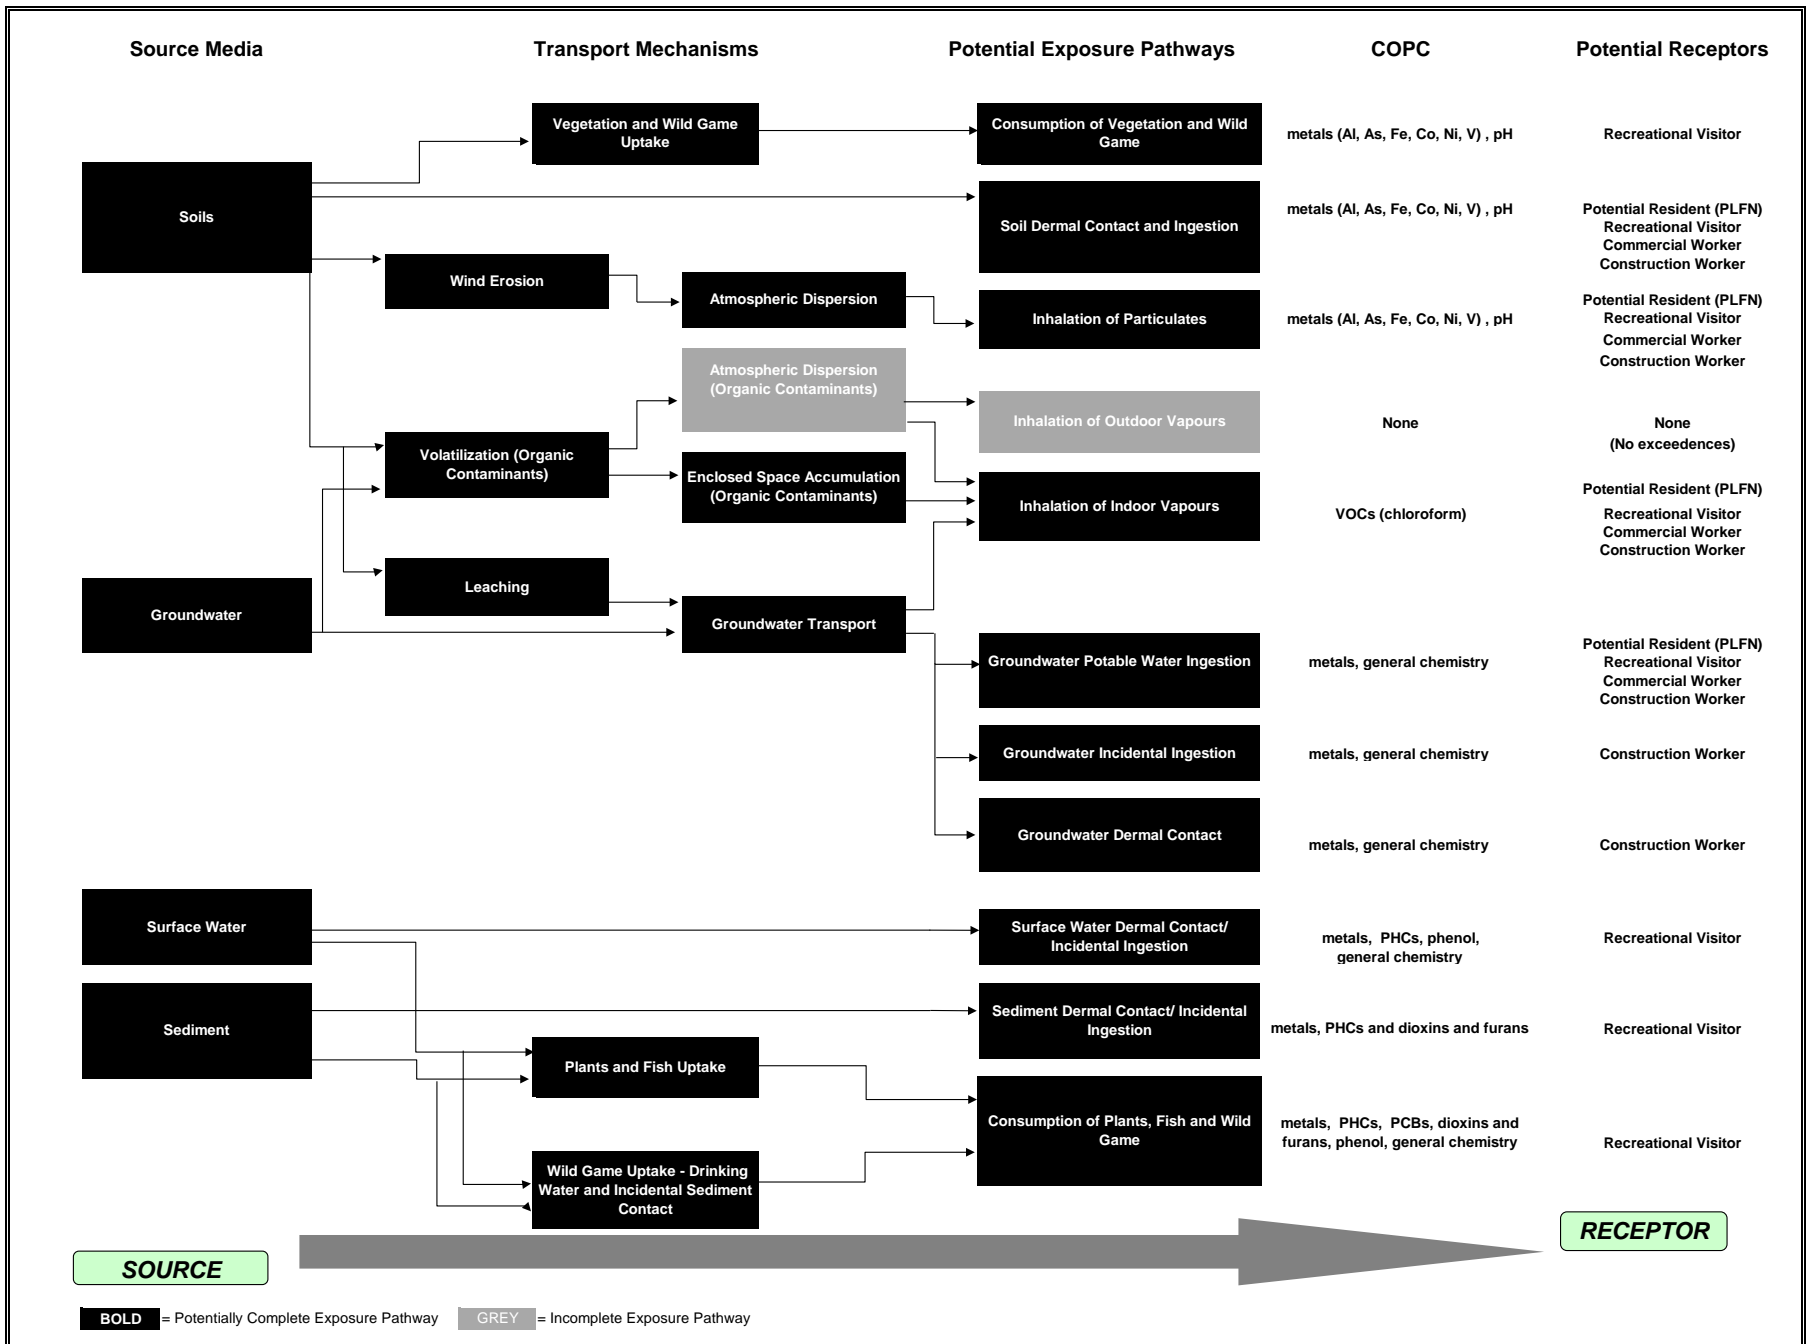 Source Media
Transport Mechanisms
Potential Exposure Pathways
COPC
Potential Receptors
Vegetation and Wild Game
Uptake
Consumption of Vegetation and Wild
Game
metals (Al, As, Fe, Co, Ni, V) , pH
Recreational Visitor
Soils
Soil Dermal Contact and Ingestion
metals (Al, As, Fe, Co, Ni, V) , pH
Potential Resident (PLFN)
Recreational Visitor
Commercial Worker
Construction Worker
Wind Erosion
Atmospheric Dispersion
Inhalation of Particulates
metals (Al, As, Fe, Co, Ni, V) , pH
Potential Resident (PLFN)
Recreational Visitor
Commercial Worker
Construction Worker
Atmospheric Dispersion
(Organic Contaminants)
Inhalation of Outdoor Vapours
None
None
(No exceedences)
Volatilization (Organic
Contaminants)
Enclosed Space Accumulation
(Organic Contaminants)
Inhalation of Indoor Vapours
VOCs (chloroform)
Potential Resident (PLFN)
Recreational Visitor
Commercial Worker
Construction Worker
Leaching
Groundwater
Groundwater Transport
Groundwater Potable Water Ingestion
metals, general chemistry
Potential Resident (PLFN)
Recreational Visitor
Commercial Worker
Construction Worker
Groundwater Incidental Ingestion
metals, general chemistry
Construction Worker
Groundwater Dermal Contact
metals, general chemistry
Construction Worker
Surface Water
Surface Water Dermal Contact/
Incidental Ingestion
metals, PHCs, phenol,
general chemistry
Recreational Visitor
Sediment
Sediment Dermal Contact/ Incidental
Ingestion
metals, PHCs and dioxins and furans
Recreational Visitor
Plants and Fish Uptake
Consumption of Plants, Fish and Wild
Game
metals, PHCs, PCBs, dioxins and
furans, phenol, general chemistry
Recreational Visitor
Wild Game Uptake - Drinking
Water and Incidental Sediment
Contact
SOURCE
RECEPTOR
BOLD = Potentially Complete Exposure Pathway
GREY = Incomplete Exposure Pathway